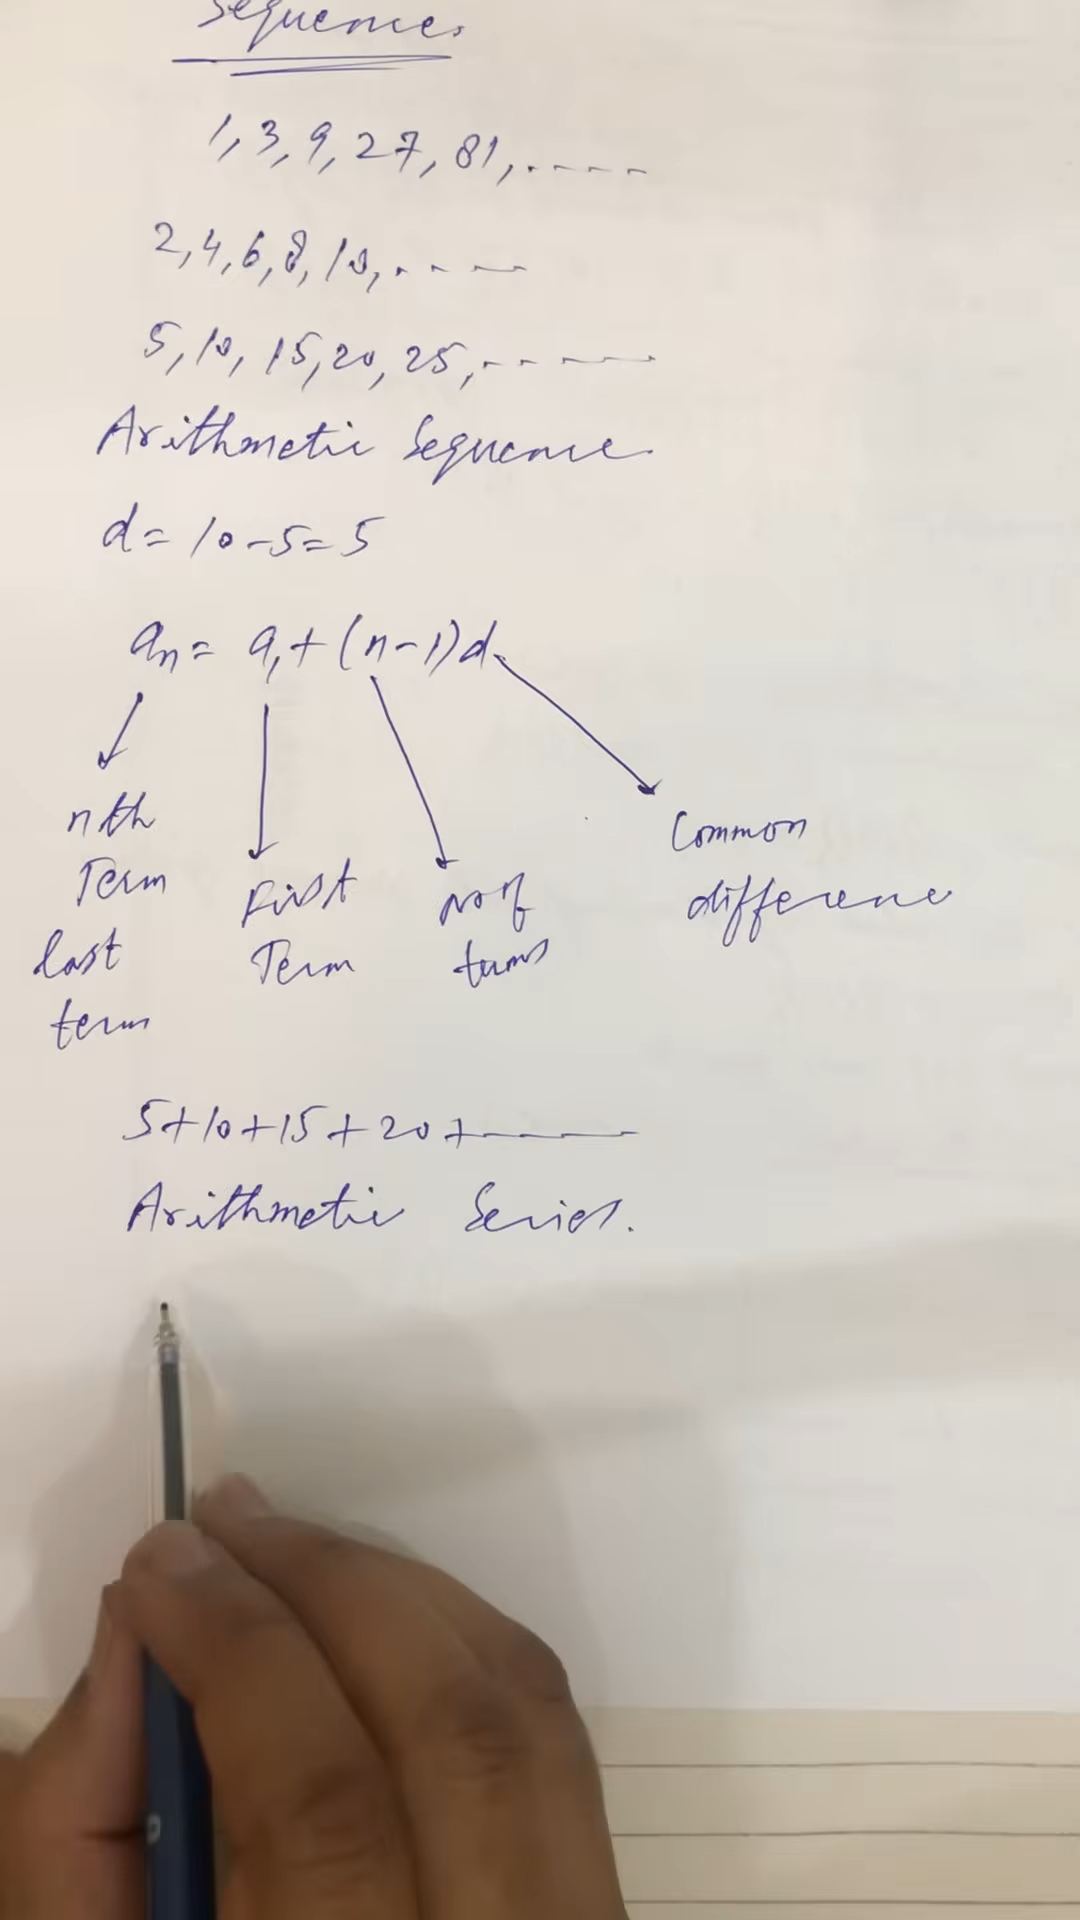 Sequence.
1, 3, 9, 27, 81, .----
2, 4, 6, 8, 10, .----
5, 10, 15, 20, 25, -----
Arithmetic Sequence.
d = 10 - 5 = 5
an = a1 + (n-1)d
nth Term last term
First Term
No of terms
Common difference
5+10+15+20+------
Arithmetic Series.